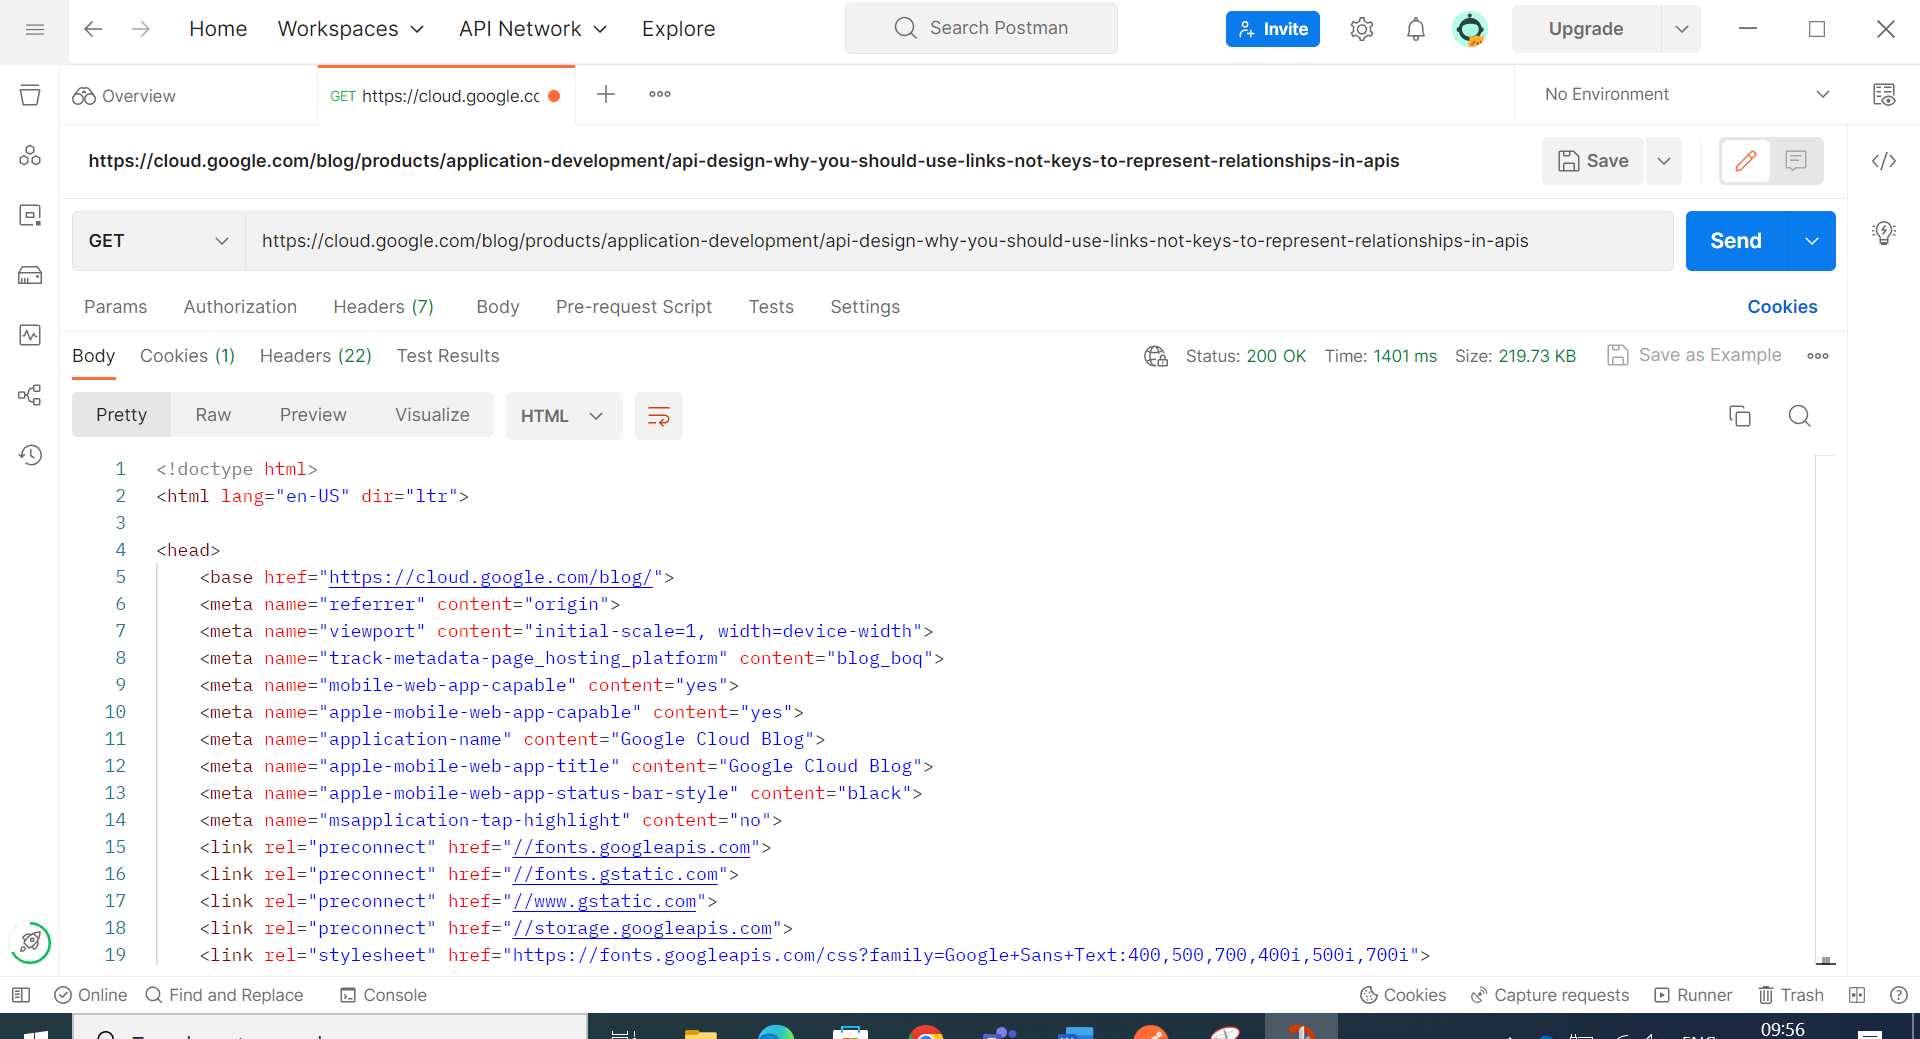 Home Workspaces API Network Explore Search Postman Invite Upgrade
Overview GET https://cloud.google.cc No Environment
https://cloud.google.com/blog/products/application-development/api-design-why-you-should-use-links-not-keys-to-represent-relationships-in-apis Save
GET https://cloud.google.com/blog/products/application-development/api-design-why-you-should-use-links-not-keys-to-represent-relationships-in-apis Send
Params Authorization Headers (7) Body Pre-request Script Tests Settings Cookies
Body Cookies (1) Headers (22) Test Results Status: 200 OK Time: 1401 ms Size: 219.73 KB Save as Example
Pretty Raw Preview Visualize HTML
1 <!doctype html>
2 <html lang="en-US" dir="ltr">
3
4 <head>
5 <base href="https://cloud.google.com/blog/">
6 <meta name="referrer" content="origin">
7 <meta name="viewport" content="initial-scale=1, width=device-width">
8 <meta name="track-metadata-page_hosting_platform" content="blog_boq">
9 <meta name="mobile-web-app-capable" content="yes">
10 <meta name="apple-mobile-web-app-capable" content="yes">
11 <meta name="application-name" content="Google Cloud Blog">
12 <meta name="apple-mobile-web-app-title" content="Google Cloud Blog">
13 <meta name="apple-mobile-web-app-status-bar-style" content="black">
14 <meta name="msapplication-tap-highlight" content="no">
15 <link rel="preconnect" href="//fonts.googleapis.com">
16 <link rel="preconnect" href="//fonts.gstatic.com">
17 <link rel="preconnect" href="//www.gstatic.com">
18 <link rel="preconnect" href="//storage.googleapis.com">
19 <link rel="stylesheet" href="https://fonts.googleapis.com/css?family=Google+Sans+Text:400,500,700,400i,500i,700i">
Online Find and Replace Console Cookies Capture requests Runner Trash
09:56